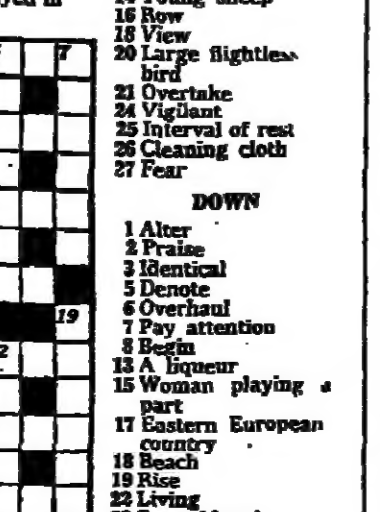 16 Row
18 View
20 Large flightless
bird
21 Overtake
24 Vigilant
25 Interval of rest
26 Cleaning cloth
27 Fear
DOWN
1 Alter
2 Praise
3 Identical
5 Denote
6 Overhaul
7 Pay attention
8 Begin
13 A liqueur
15 Woman playing a
part
17 Eastern European
country
18 Beach
19 Rise
22 Living
7
19
2